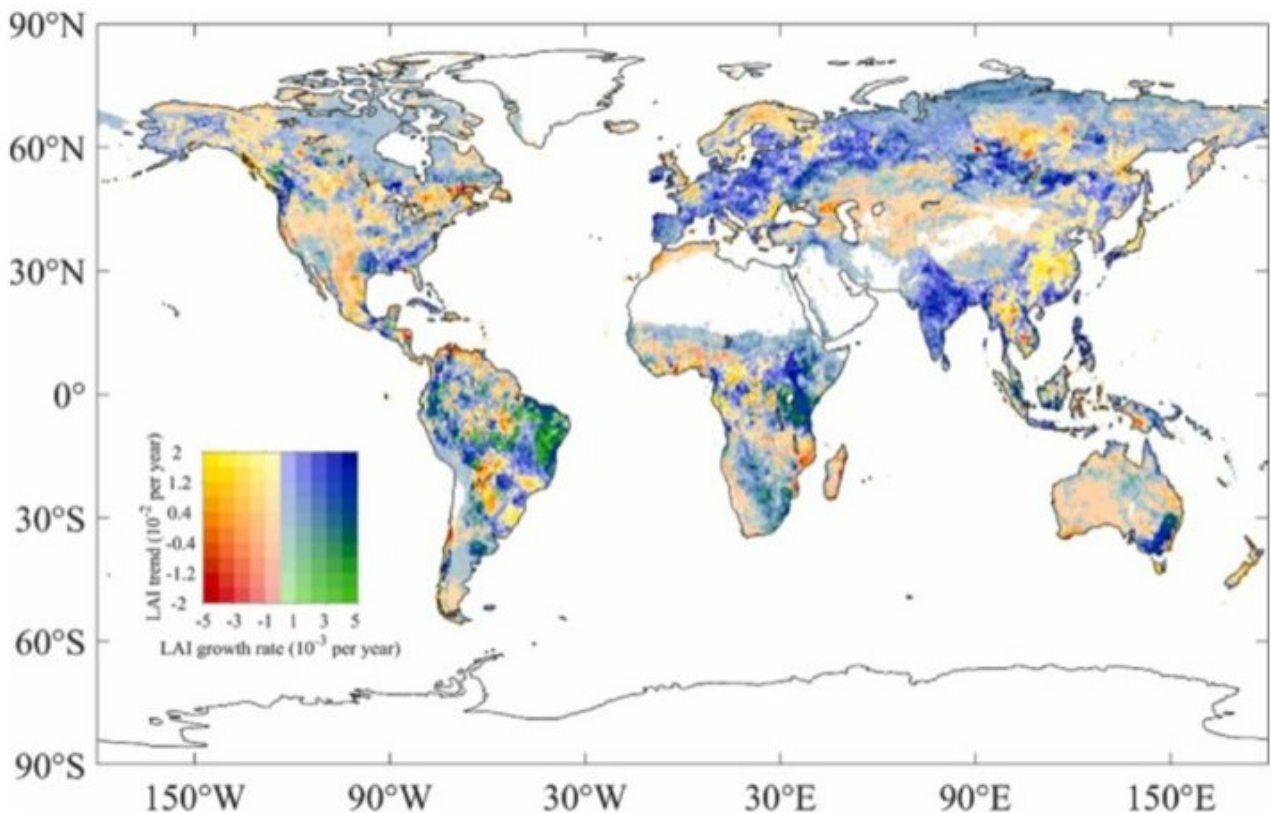 90°N
60°N
30°N
0°
30°S
60°S
90°S
150°W 90°W 30°W 30°E 90°E 150°E
LAI trend (10⁻² per year)
2
1.2
0.4
-0.4
-1.2
-2
-5 -3 -1 1 3 5
LAI growth rate (10⁻³ per year)